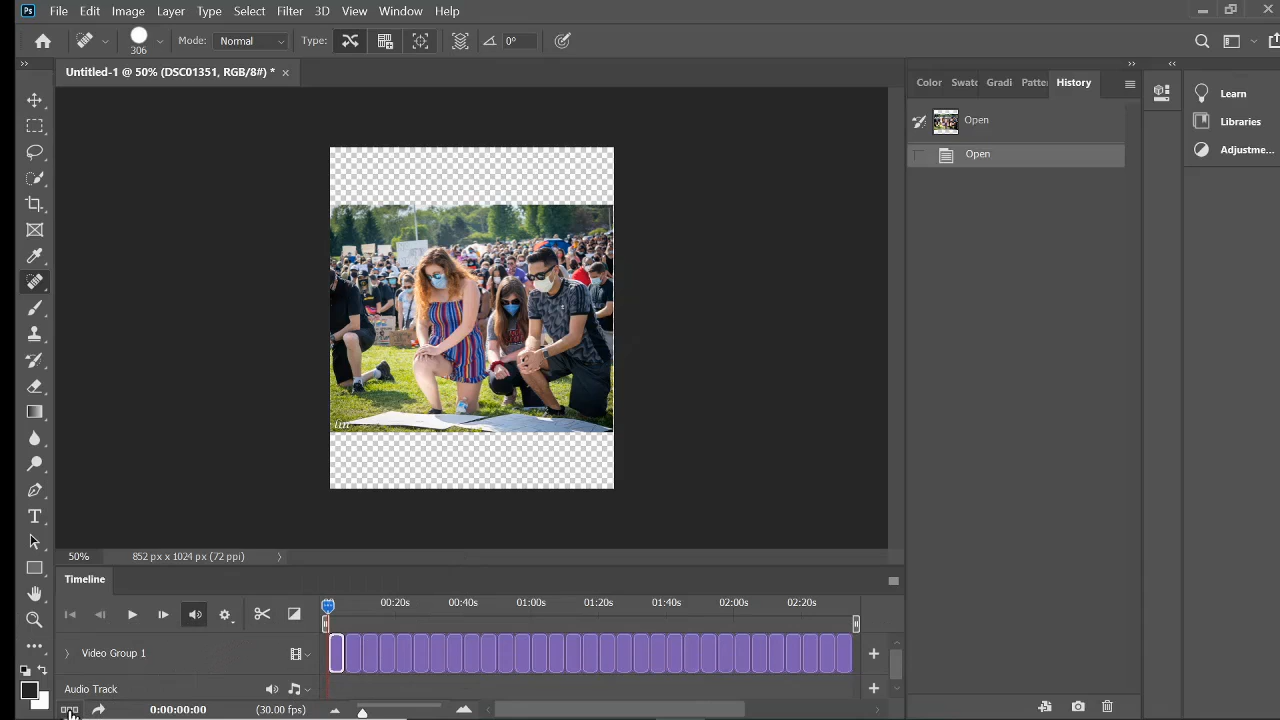 Ps File Edit Image Layer Type Select Filter 3D View Window Help
306 Mode: Normal Type: 0°
Untitled-1 @ 50% (DSC01351, RGB/8#) * ×
Color Swatc Gradi Patte History
Open
Open
Learn
Libraries
Adjustme...
50% 852 px x 1024 px (72 ppi)
Timeline
00:20s 00:40s 01:00s 01:20s 01:40s 02:00s 02:20s
Video Group 1
Audio Track
0:00:00:00 (30.00 fps)